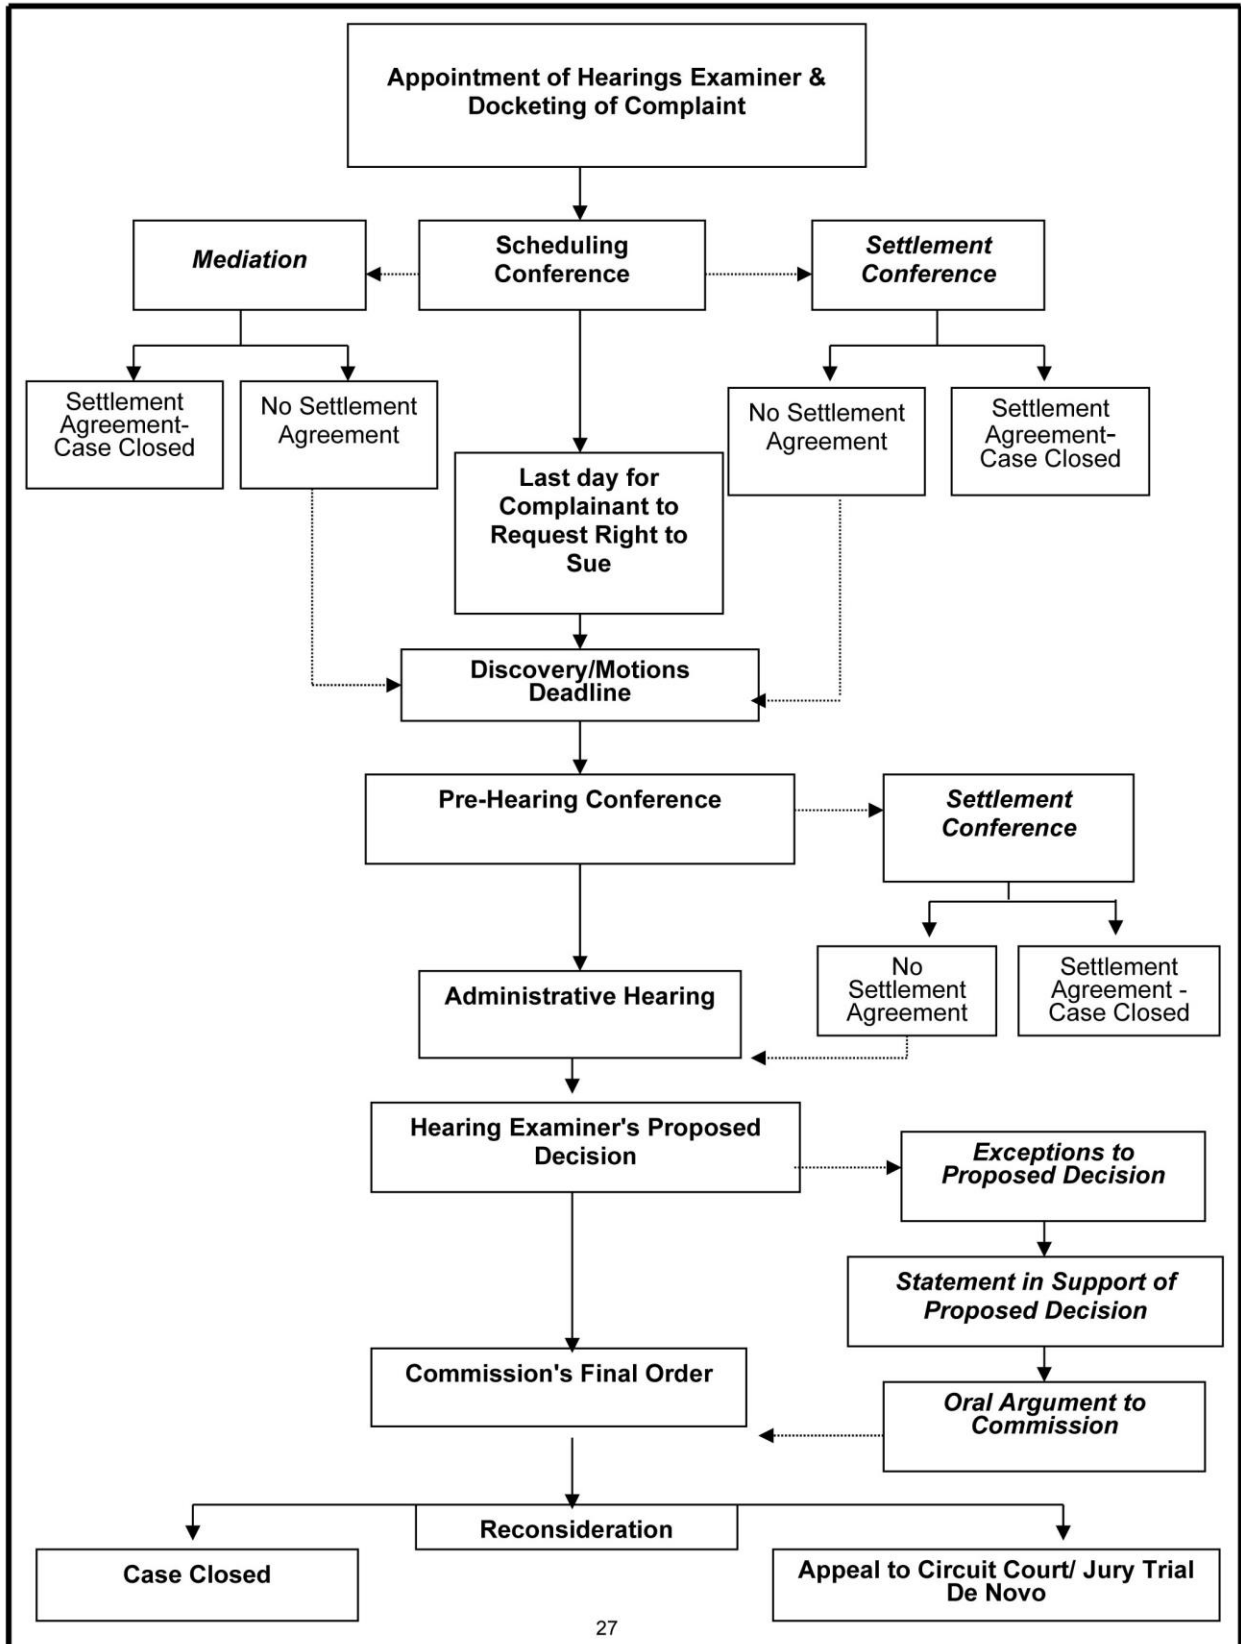 Appointment of Hearings Examiner &
Docketing of Complaint
Mediation
Scheduling
Conference
Settlement
Conference
Settlement
Agreement-
Case Closed
No Settlement
Agreement
No Settlement
Agreement
Settlement
Agreement-
Case Closed
Last day for
Complainant to
Request Right to
Sue
Discovery/Motions
Deadline
Pre-Hearing Conference
Settlement
Conference
No
Settlement
Agreement
Settlement
Agreement -
Case Closed
Administrative Hearing
Hearing Examiner's Proposed
Decision
Exceptions to
Proposed Decision
Statement in Support of
Proposed Decision
Commission's Final Order
Oral Argument to
Commission
Reconsideration
Case Closed
Appeal to Circuit Court/ Jury Trial
De Novo
27